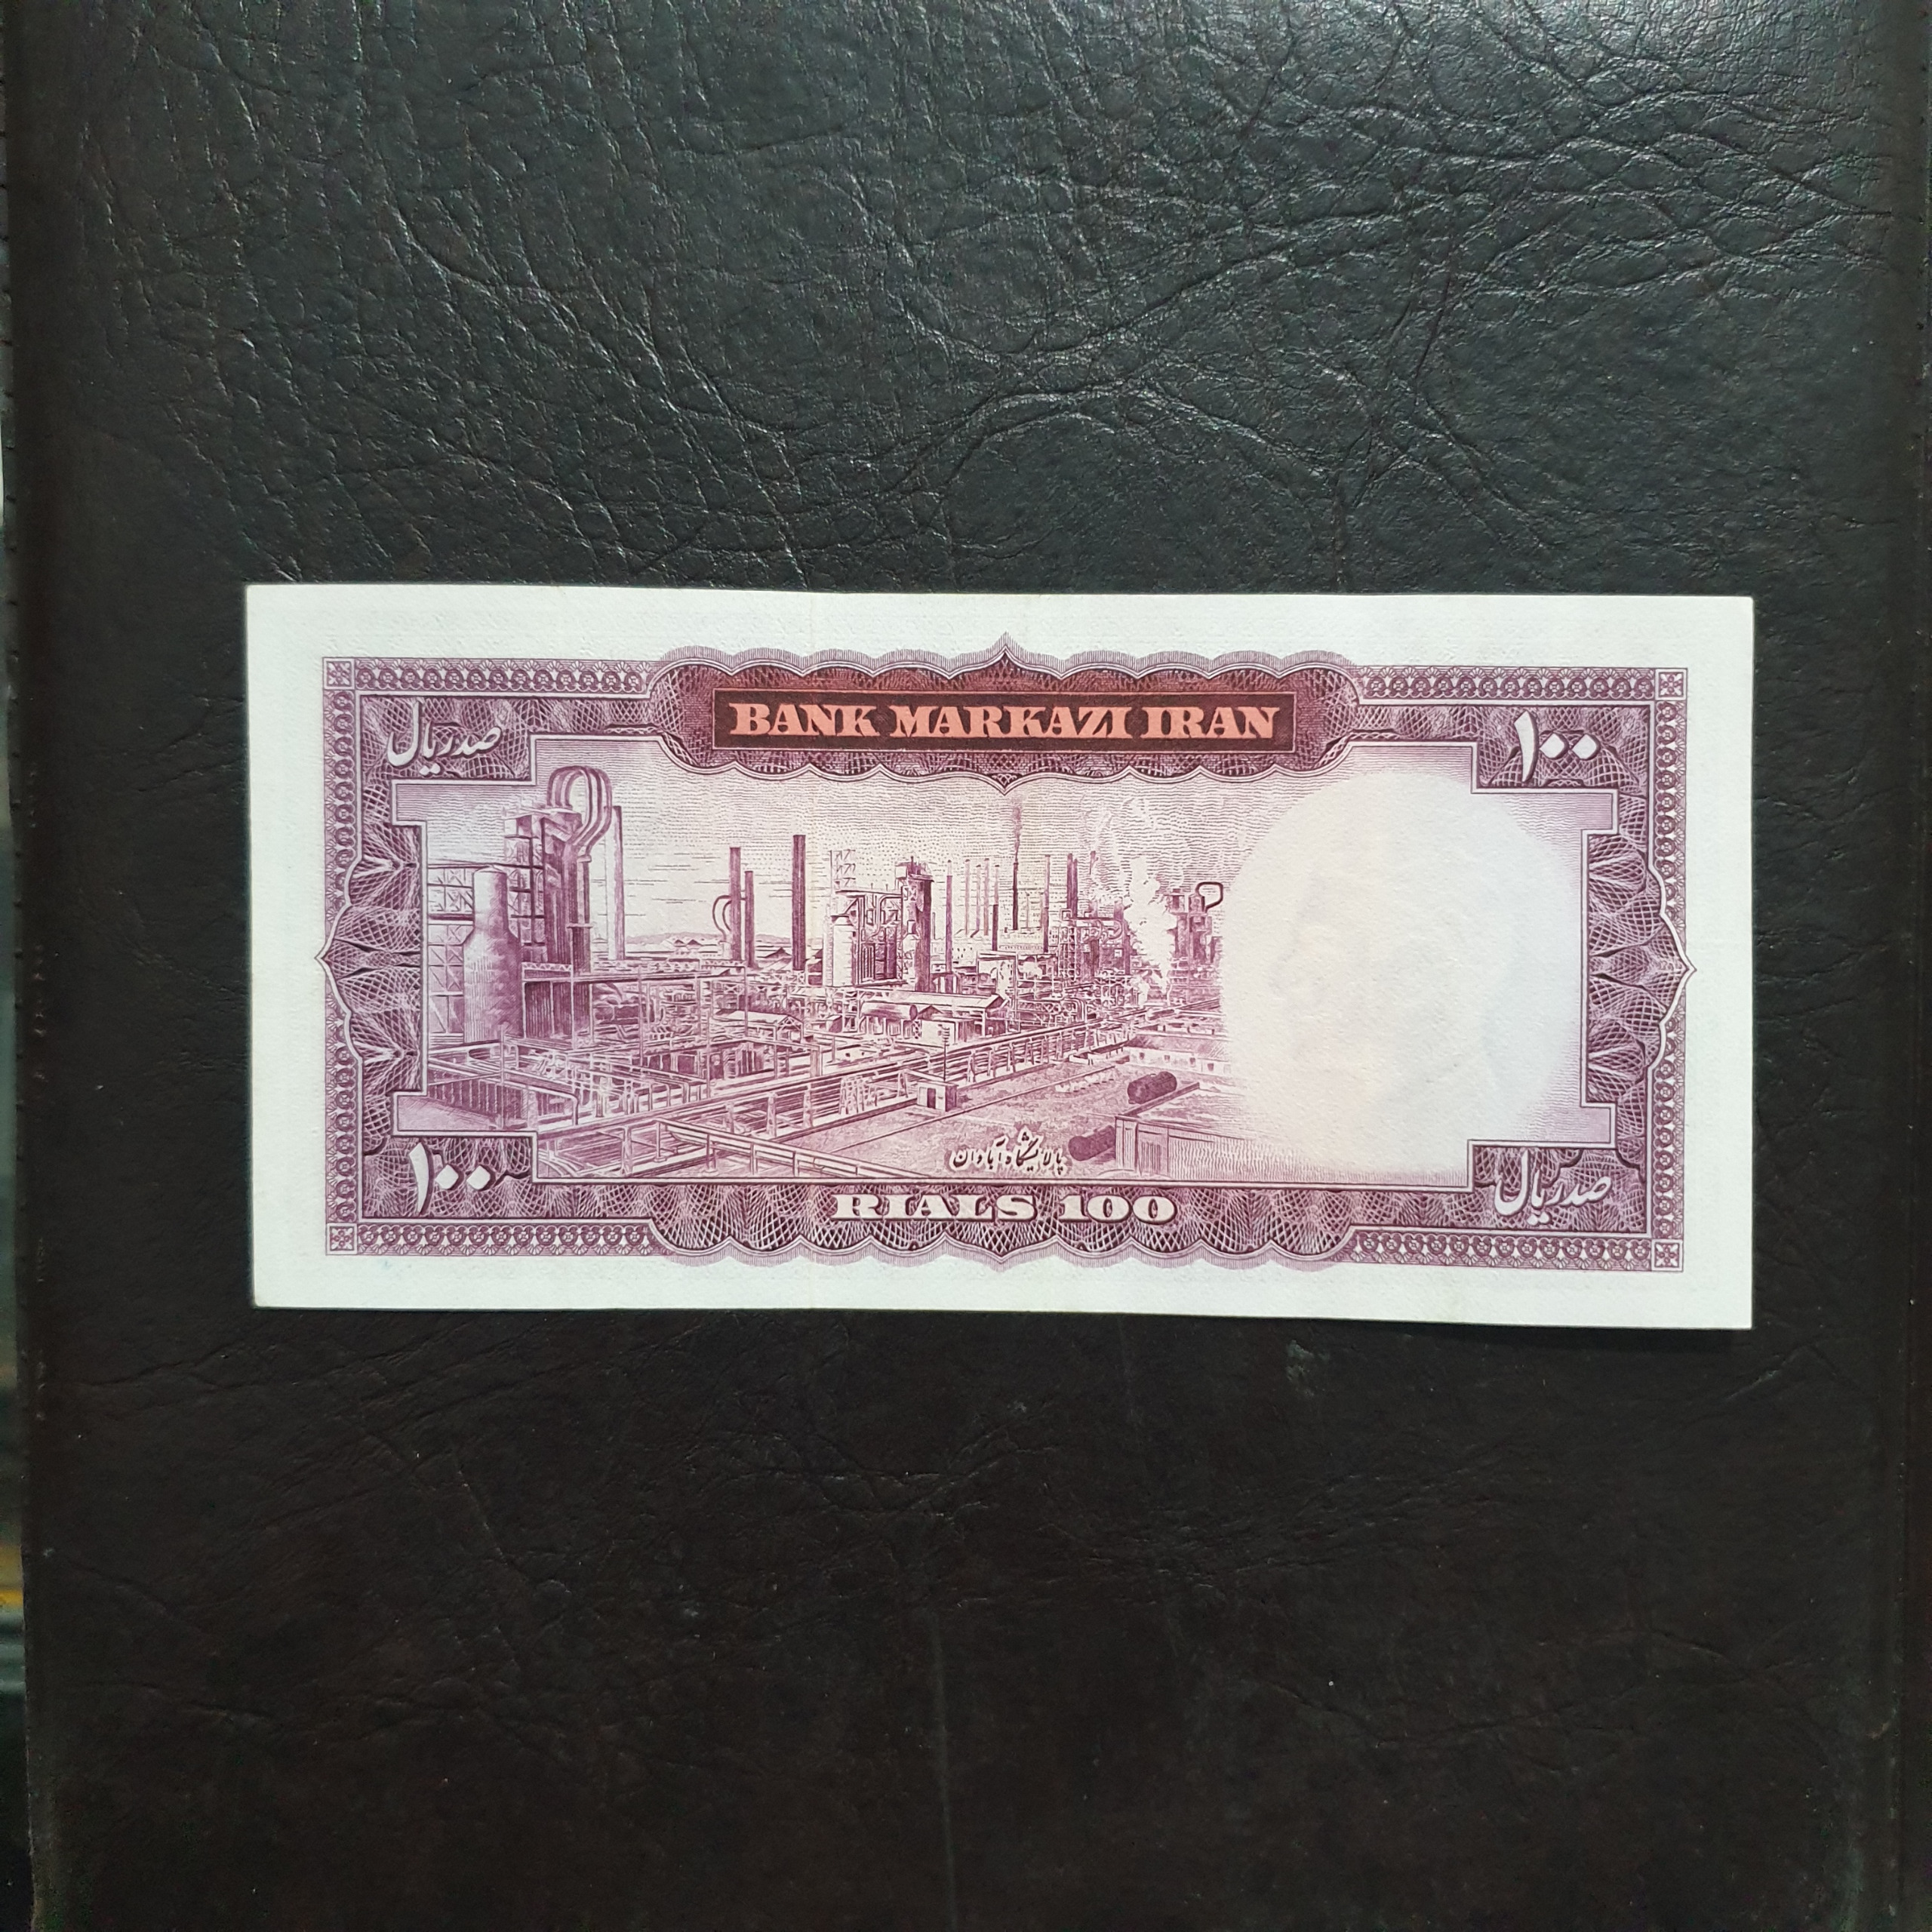 BANK MARKAZI IRAN
صد ریال
۱۰۰
پالایشگاه آبادان
۱۰۰
RIALS 100
صد ریال